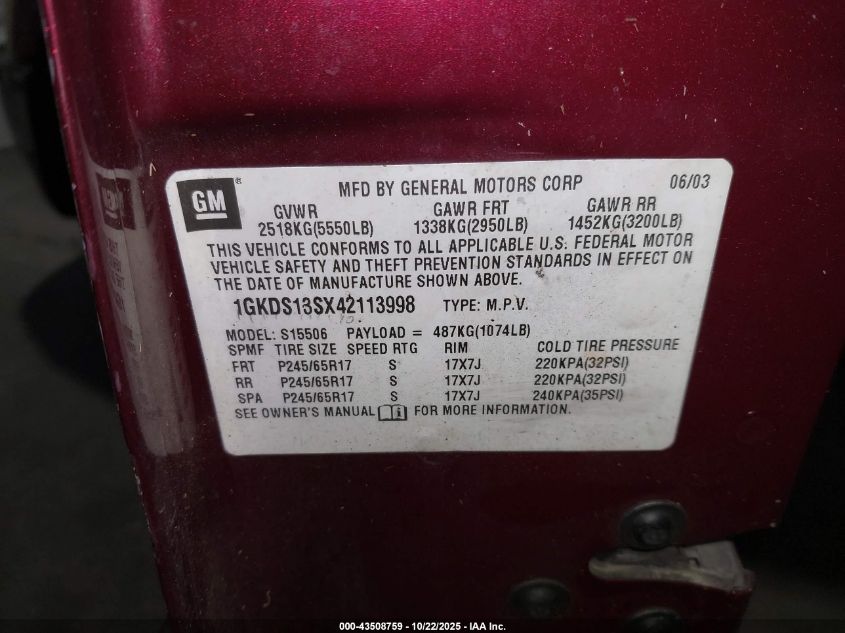 GM®
MFD BY GENERAL MOTORS CORP 06/03
GVWR GAWR FRT GAWR RR
2518KG(5550LB) 1338KG(2950LB) 1452KG(3200LB)
THIS VEHICLE CONFORMS TO ALL APPLICABLE U.S. FEDERAL MOTOR
VEHICLE SAFETY AND THEFT PREVENTION STANDARDS IN EFFECT ON
THE DATE OF MANUFACTURE SHOWN ABOVE.
1GKDS13SX42113998 TYPE: M.P.V.
MODEL: S15506 PAYLOAD = 487KG(1074LB)
SPMF TIRE SIZE SPEED RTG RIM COLD TIRE PRESSURE
FRT P245/65R17 S 17X7J 220KPA(32PSI)
RR P245/65R17 S 17X7J 220KPA(32PSI)
SPA P245/65R17 S 17X7J 240KPA(35PSI)
SEE OWNER'S MANUAL FOR MORE INFORMATION.
000-43508759 - 10/22/2025 - IAA Inc.